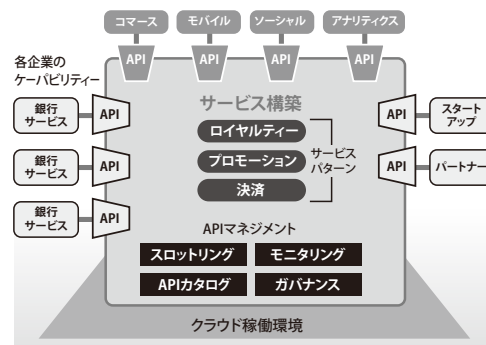 コマース
モバイル
ソーシャル
アナリティクス
API
API
API
API
各企業の
ケーパビリティー
銀行
サービス
API
銀行
サービス
API
銀行
サービス
API
サービス構築
ロイヤルティー
プロモーション
決済
サービス
パターン
API
スタート
アップ
API
パートナー
APIマネジメント
スロットリング
モニタリング
APIカタログ
ガバナンス
クラウド稼働環境